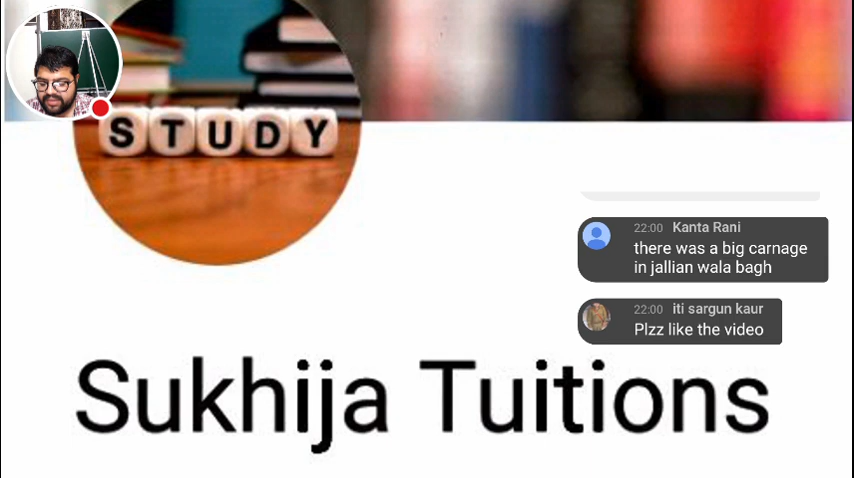 STUDY
22:00 Kanta Rani
there was a big carnage
in jallian wala bagh
22:00 iti sargun kaur
Plzz like the video
Sukhija Tuitions